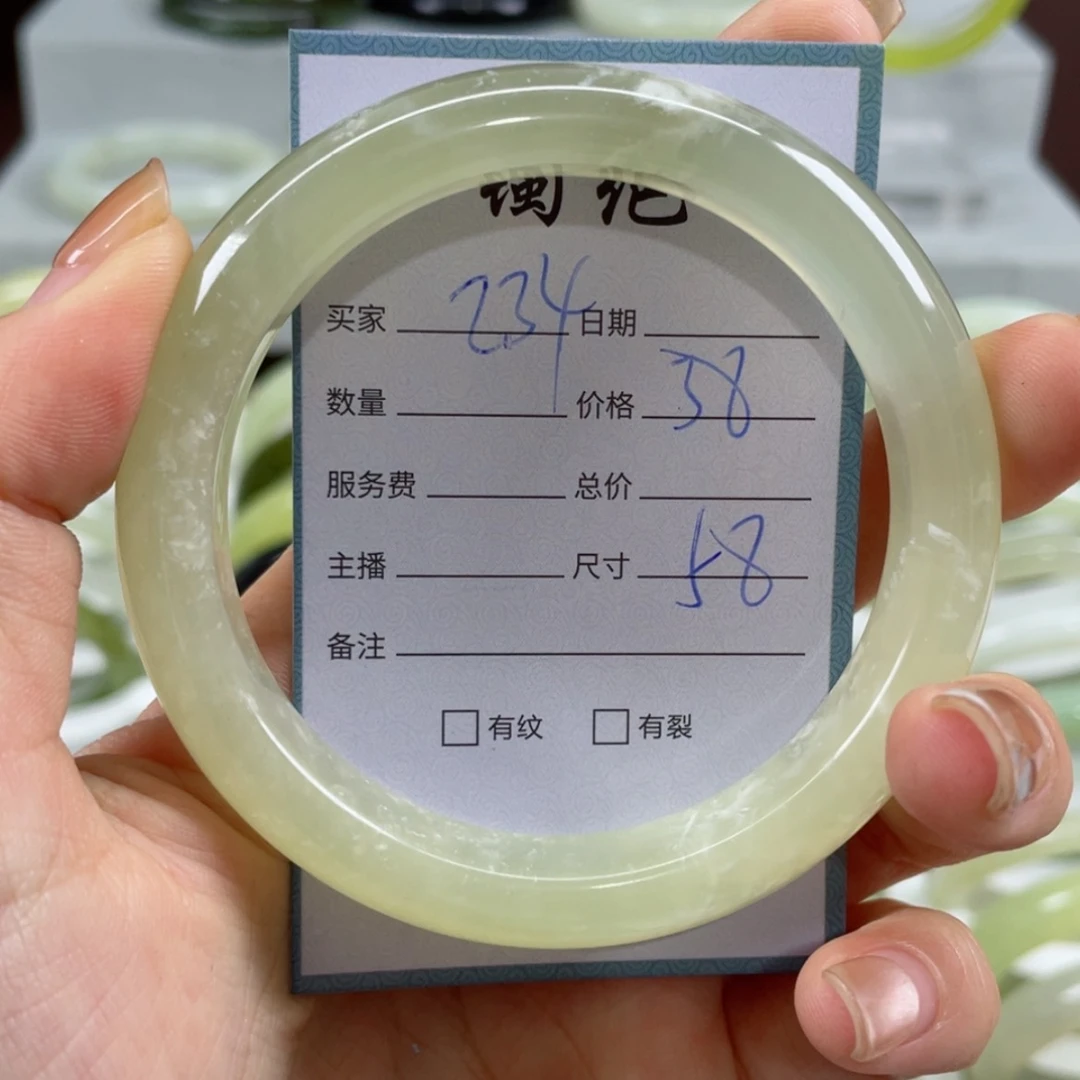 买家 234 日期
数量 价格 38
服务费 总价
主播 尺寸 58
备注
□ 有纹 □ 有裂